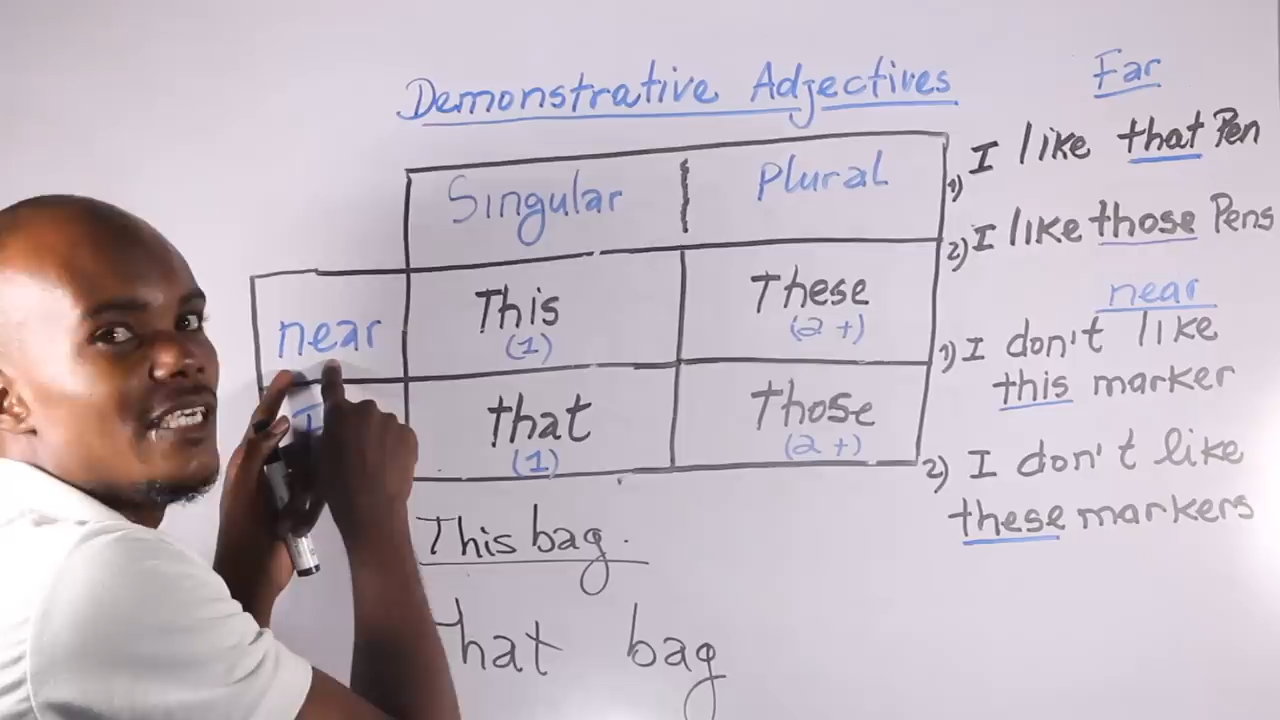 Demonstrative Adjectives
Singular | Plural
near This These
(1) (2 +)
that Those
(1) (2 +)
This bag.
hat bag
Far
1) I like that Pen
2) I like those Pens
near
1) I don't like
this marker
2) I don't like
these markers